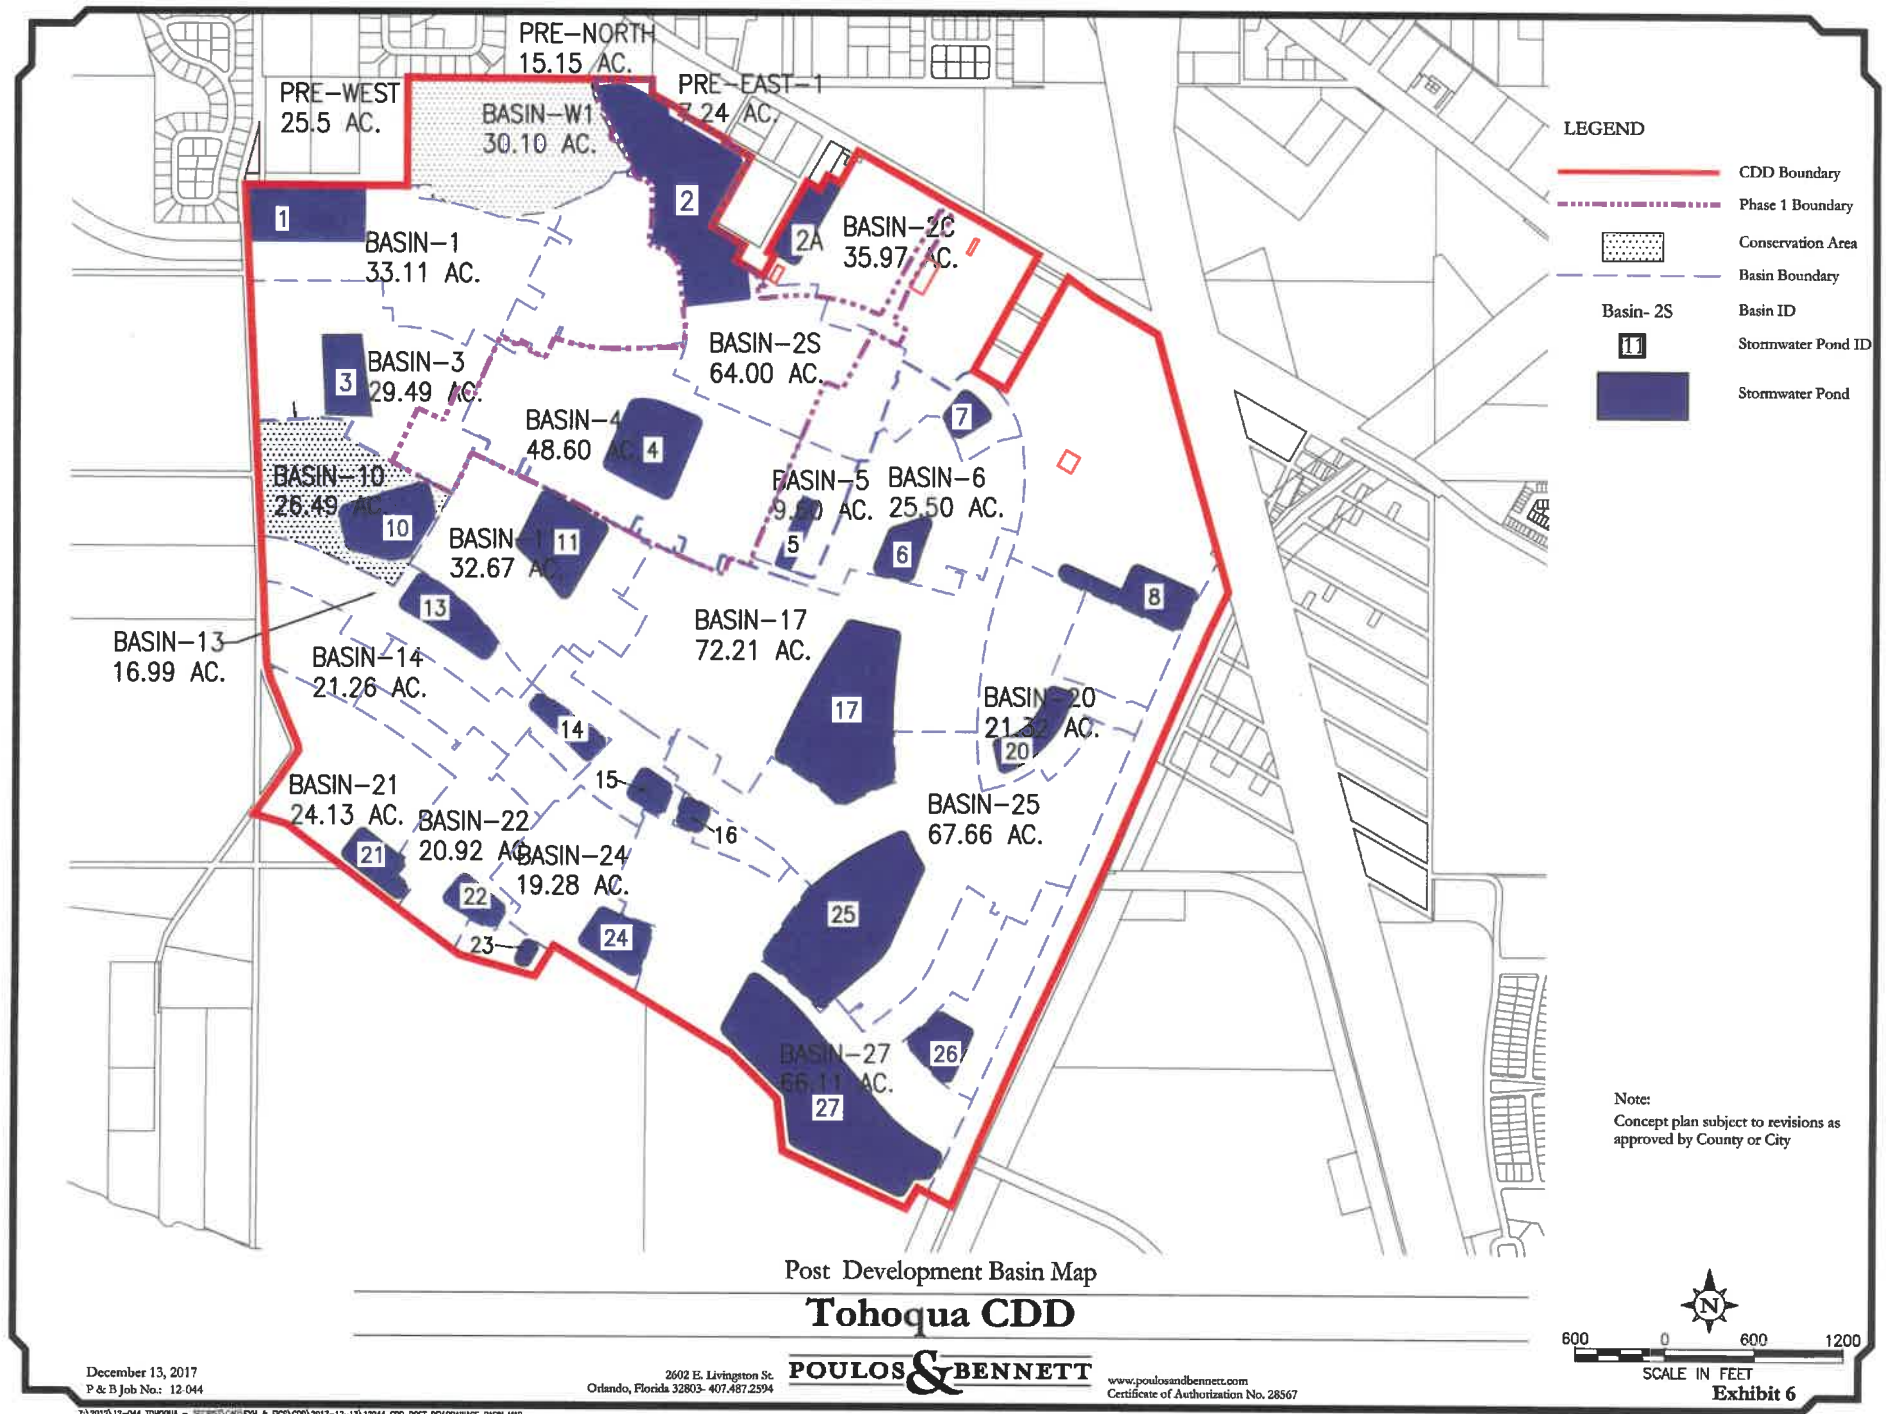 PRE-NORTH
15.15 AC.
PRE-WEST
25.5 AC.
BASIN-W1
30.10 AC.
PRE-EAST-1
7.24 AC.
1
2
2A
BASIN-1
33.11 AC.
BASIN-2C
35.97 AC.
3
BASIN-3
29.49 AC.
BASIN-2S
64.00 AC.
BASIN-4
48.60 AC.
4
7
BASIN-10
26.49 AC.
10
BASIN-5
9.60 AC.
5
BASIN-6
25.50 AC.
6
32.67 AC.
11
13
8
BASIN-13
16.99 AC.
BASIN-14
21.26 AC.
BASIN-17
72.21 AC.
17
BASIN-20
21.32 AC.
20
14
15
16
BASIN-21
24.13 AC.
21
BASIN-22
20.92 AC.
22
BASIN-24
19.28 AC.
24
23
BASIN-25
67.66 AC.
25
26
BASIN-27
66.11 AC.
27
LEGEND
CDD Boundary
Phase 1 Boundary
Conservation Area
Basin Boundary
Basin- 2S Basin ID
11 Stormwater Pond ID
Stormwater Pond
Note:
Concept plan subject to revisions as
approved by County or City
Post Development Basin Map
Tohoqua CDD
N
600 0 600 1200
SCALE IN FEET
Exhibit 6
December 13, 2017
P & B Job No.: 12-044
2602 E. Livingston St.
Orlando, Florida 32803- 407.487.2594
POULOS & BENNETT
www.poulosandbennett.com
Certificate of Authorization No. 28567